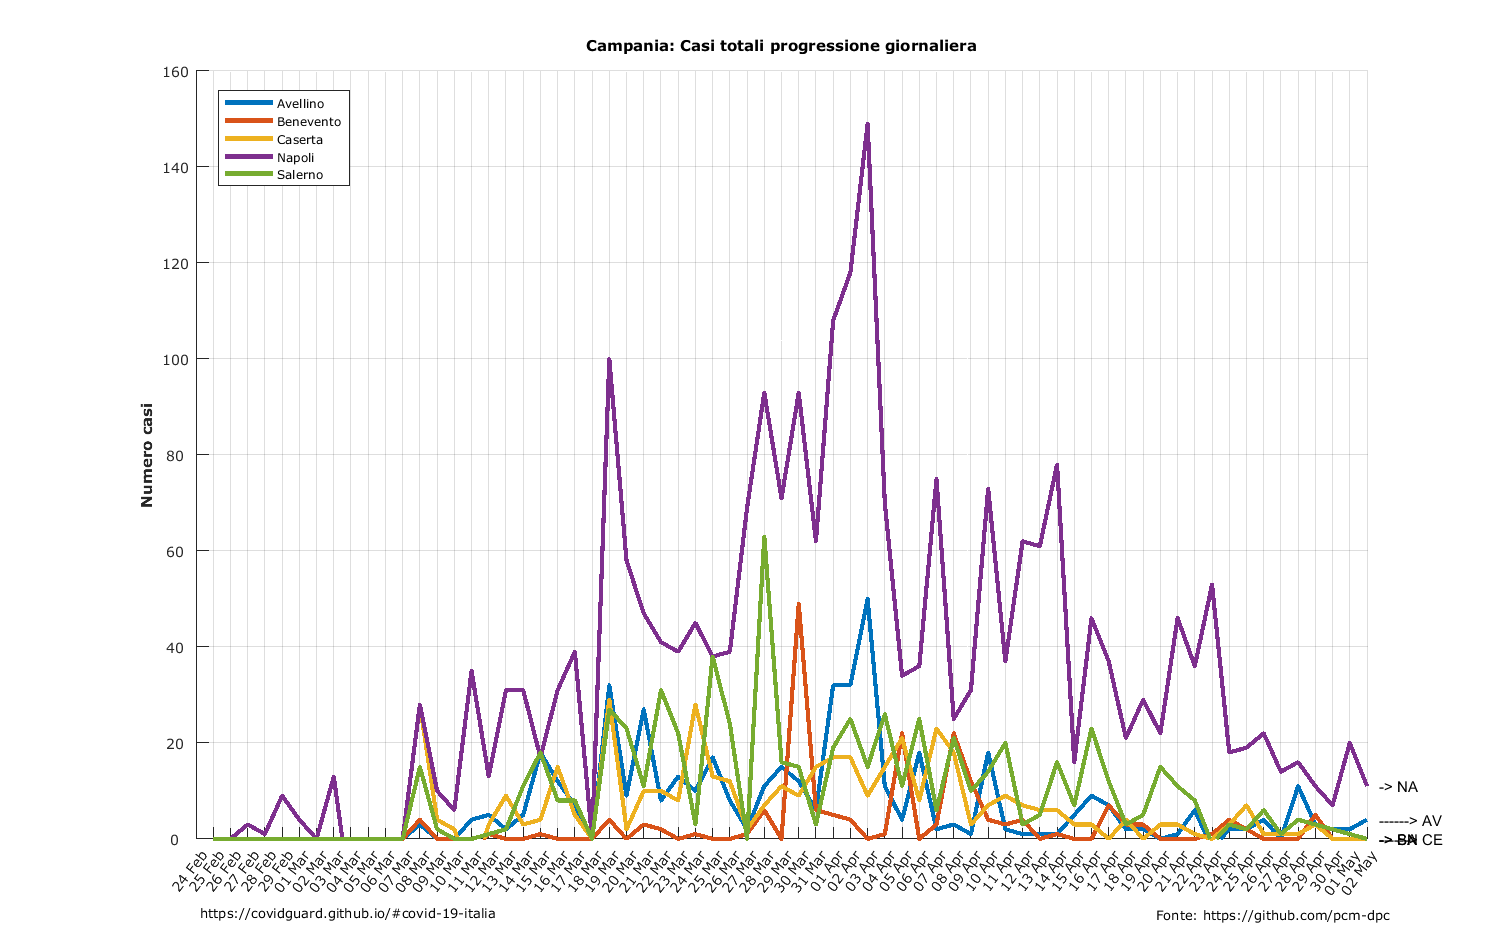 Campania: Casi totali progressione giornaliera
160
140
120
100
80
60
40
20
0
Numero casi
Avellino
Benevento
Caserta
Napoli
Salerno
-> NA
------> AV
-> BN
CE
24 Feb
25 Feb
26 Feb
27 Feb
28 Feb
29 Feb
01 Mar
02 Mar
03 Mar
04 Mar
05 Mar
06 Mar
07 Mar
08 Mar
09 Mar
10 Mar
11 Mar
12 Mar
13 Mar
14 Mar
15 Mar
16 Mar
17 Mar
18 Mar
19 Mar
20 Mar
21 Mar
22 Mar
23 Mar
24 Mar
25 Mar
26 Mar
27 Mar
28 Mar
29 Mar
30 Mar
31 Mar
01 Apr
02 Apr
03 Apr
04 Apr
05 Apr
06 Apr
07 Apr
08 Apr
09 Apr
10 Apr
11 Apr
12 Apr
13 Apr
14 Apr
15 Apr
16 Apr
17 Apr
18 Apr
19 Apr
20 Apr
21 Apr
22 Apr
23 Apr
24 Apr
25 Apr
26 Apr
27 Apr
28 Apr
29 Apr
30 Apr
01 May
02 May
https://covidguard.github.io/#covid-19-italia
Fonte: https://github.com/pcm-dpc